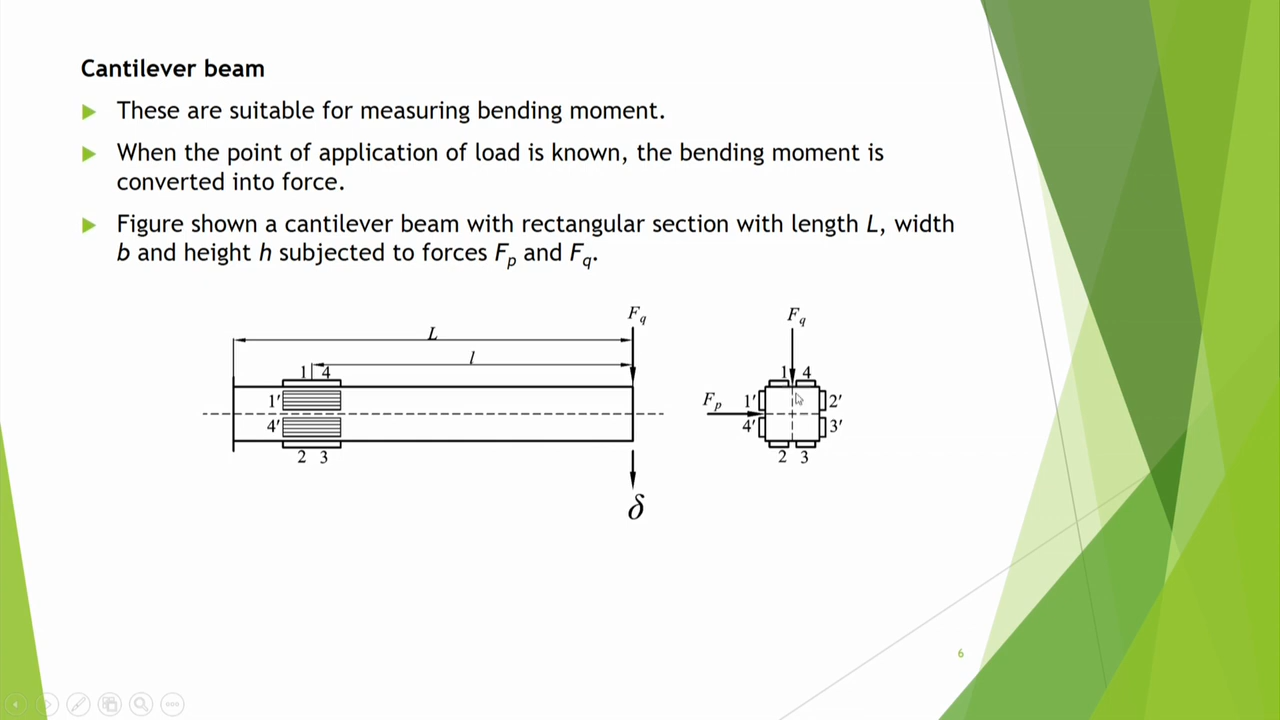 Cantilever beam
These are suitable for measuring bending moment.
When the point of application of load is known, the bending moment is
converted into force.
Figure shown a cantilever beam with rectangular section with length L, width
b and height h subjected to forces Fp and Fq.
Fq
L
l
1 4
1'
4'
2 3
δ
Fq
1 4
Fp 1' 2'
4' 3'
2 3
6